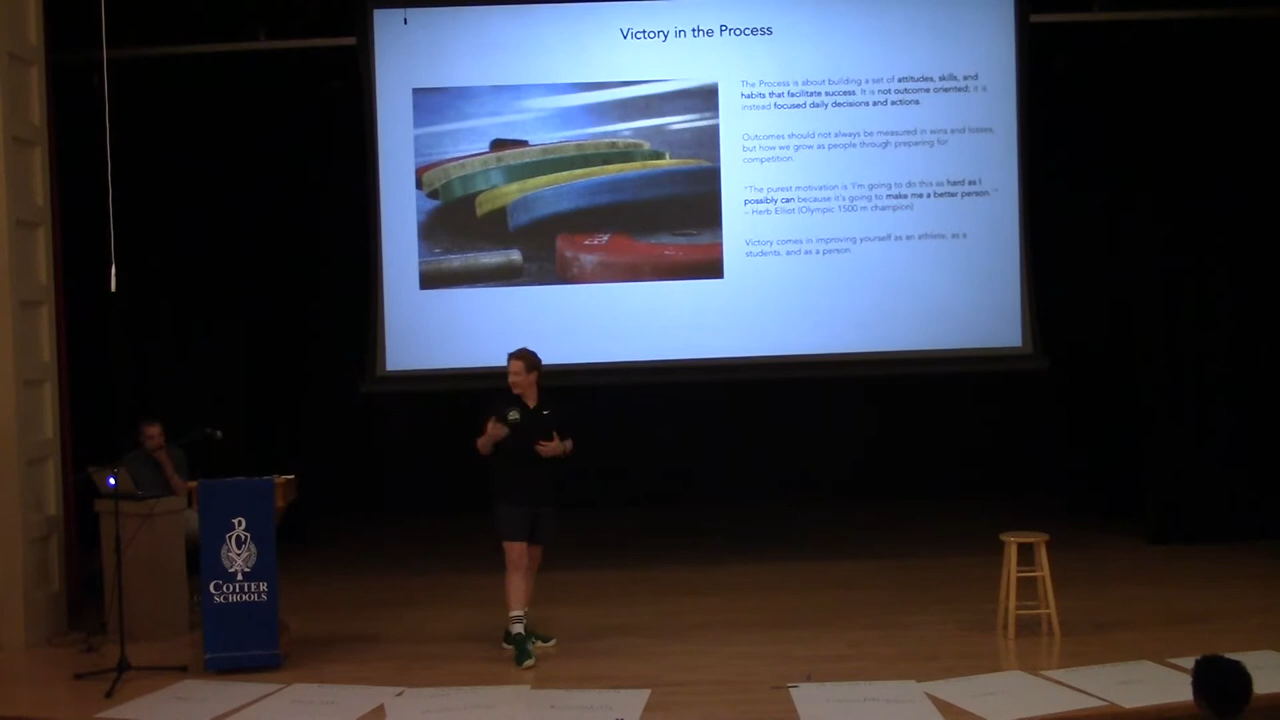 Victory in the Process
The Process is about building a set of attitudes, skills, and
habits that facilitate success. It is not outcome oriented; it is
instead focused daily decisions and actions.
Outcomes should not always be measured in wins and losses,
but how we grow as people through preparing for
competition.
"The purest motivation is 'I'm going to do this as hard as I
possibly can because it's going to make me a better person.'"
– Herb Elliot (Olympic 1500 m champion)
Victory comes in improving yourself as an athlete, as a
students, and as a person.
COTTER
SCHOOLS